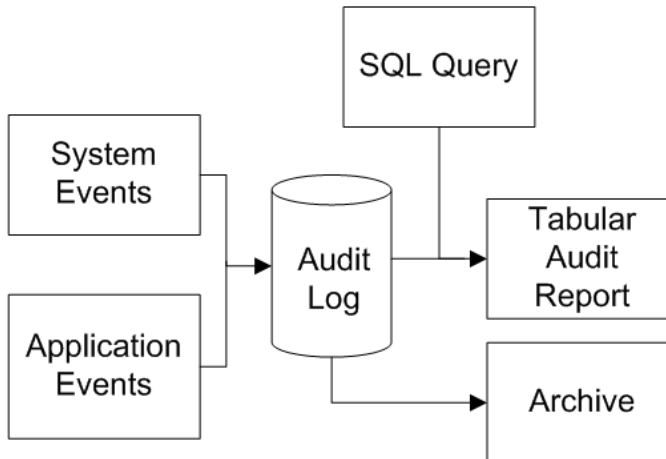 SQL Query
System
Events
Audit
Log
Tabular
Audit
Report
Application
Events
Archive